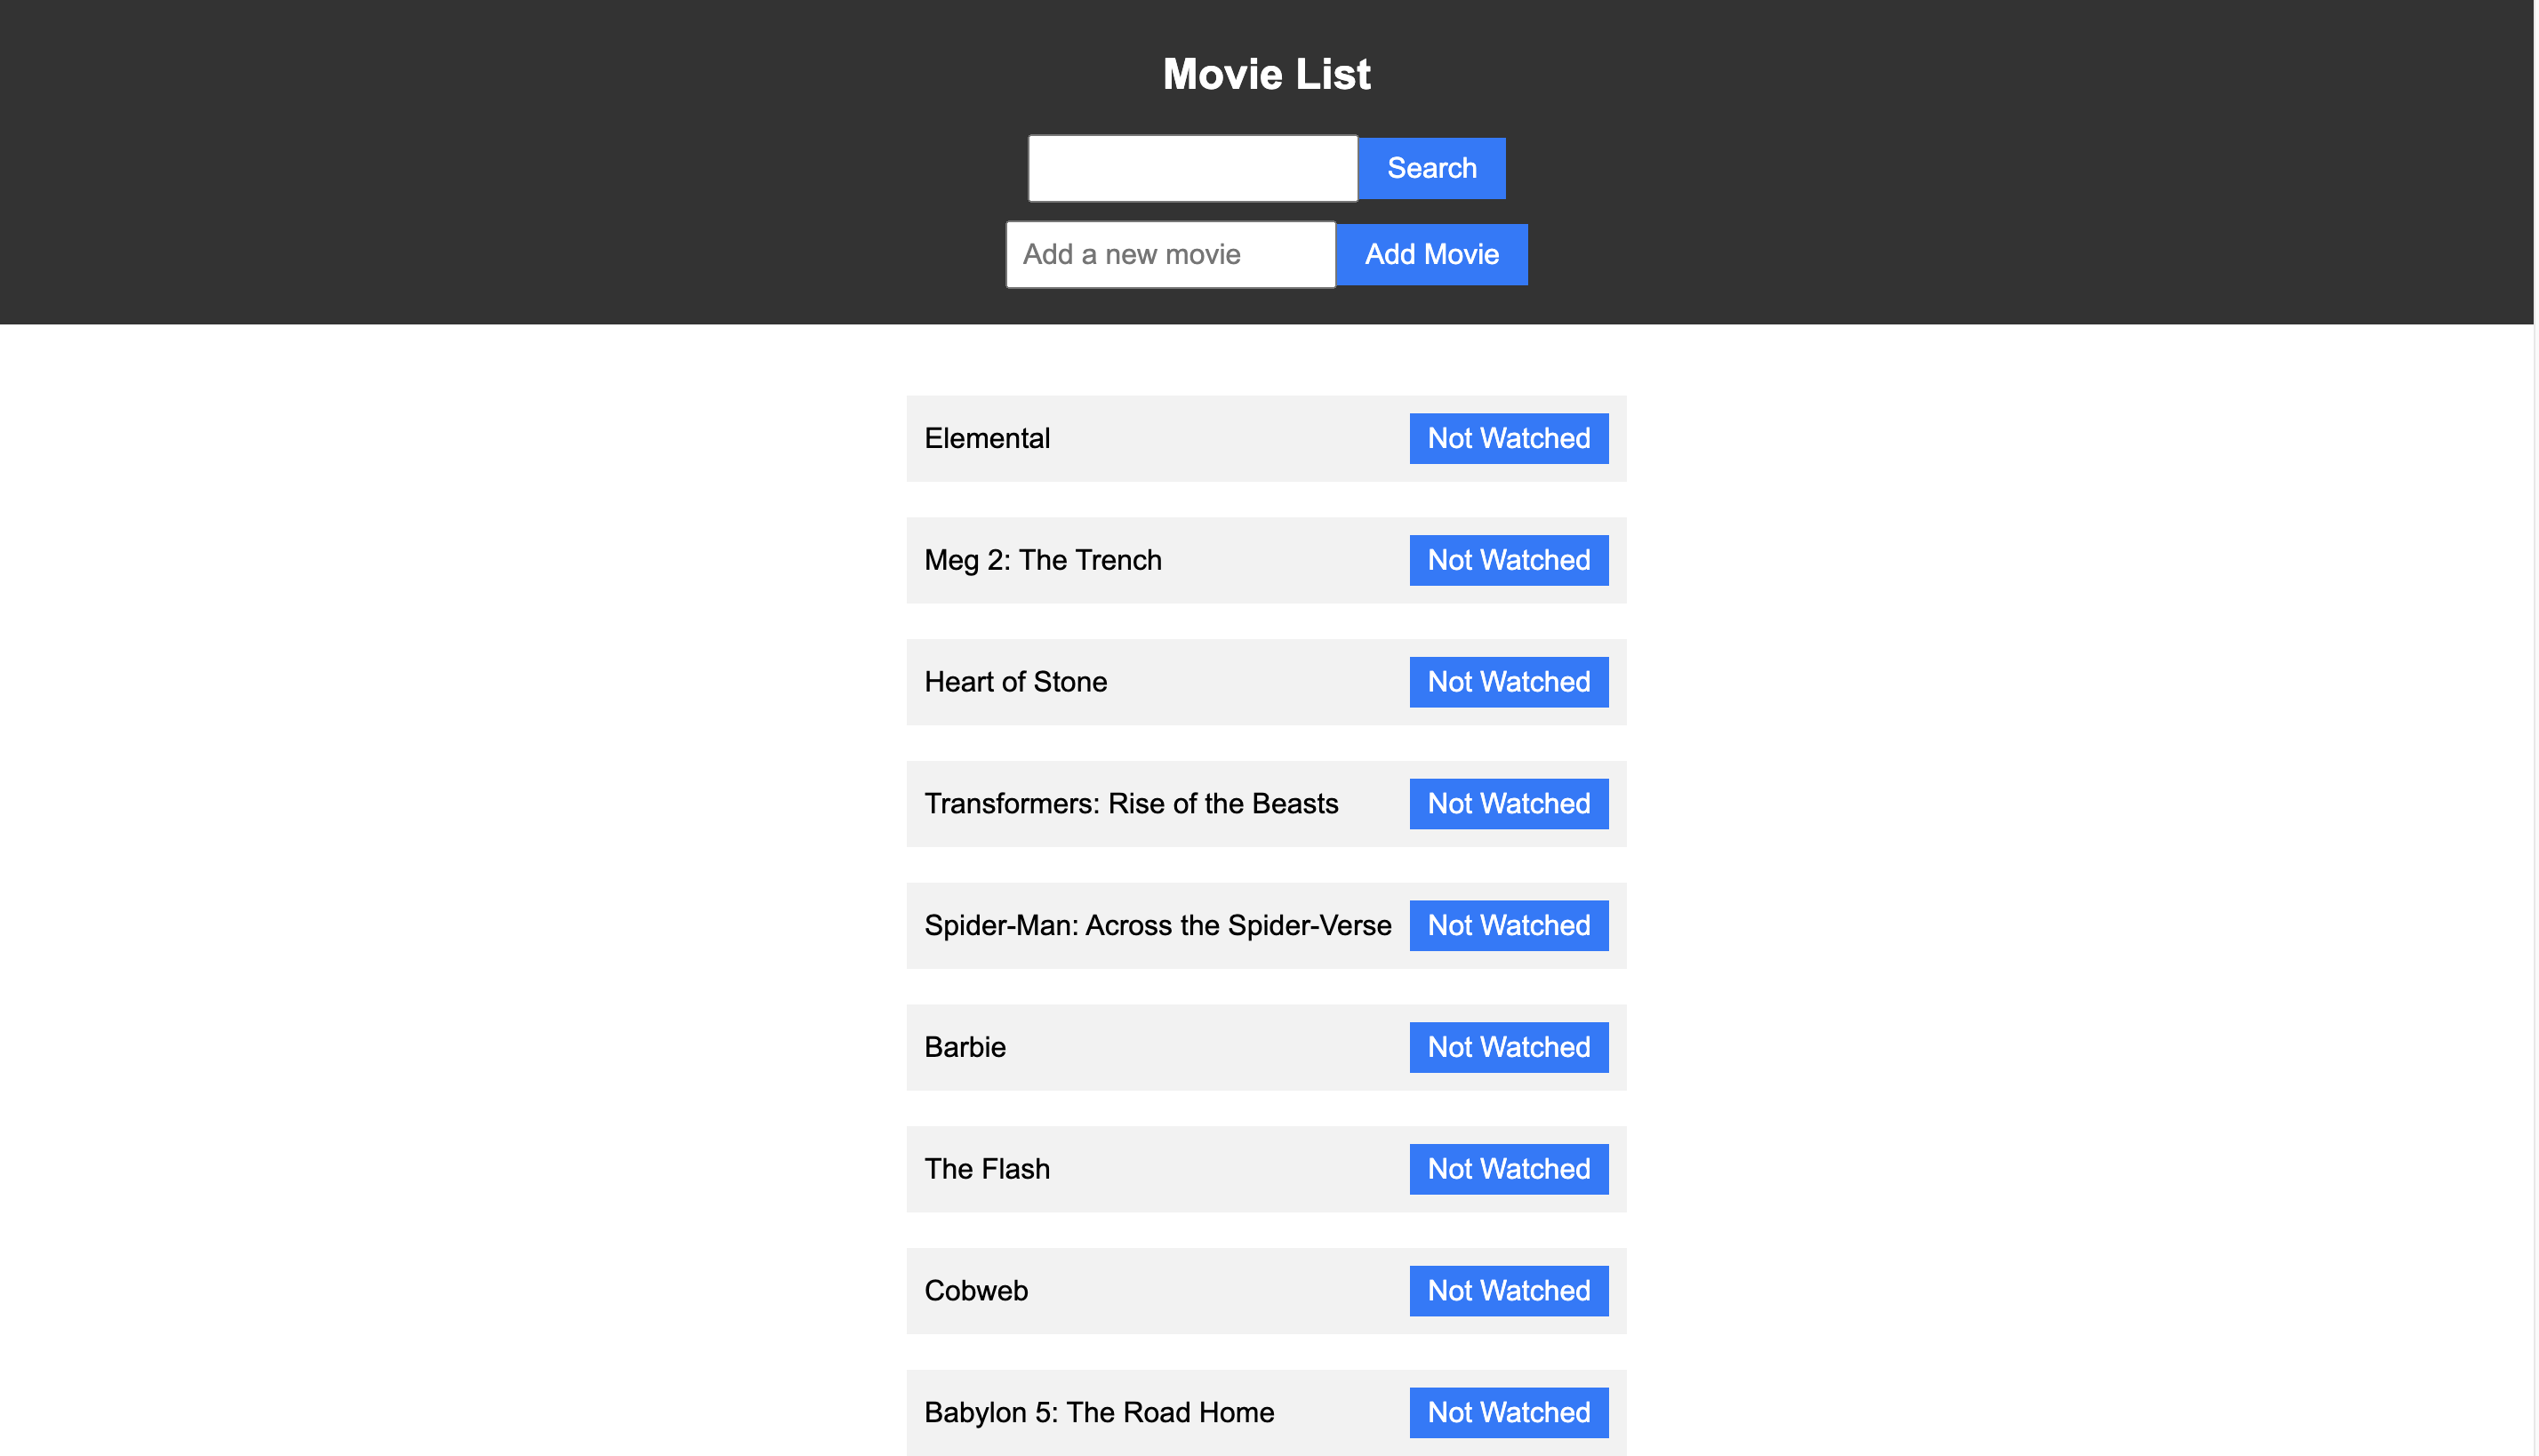 Movie List
Search
Add a new movie Add Movie
Elemental Not Watched
Meg 2: The Trench Not Watched
Heart of Stone Not Watched
Transformers: Rise of the Beasts Not Watched
Spider-Man: Across the Spider-Verse Not Watched
Barbie Not Watched
The Flash Not Watched
Cobweb Not Watched
Babylon 5: The Road Home Not Watched